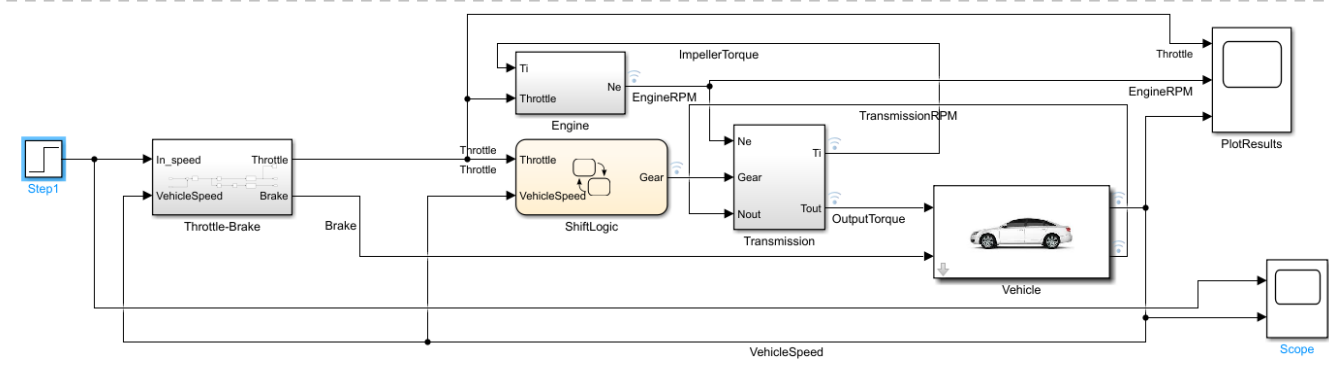 ImpellerTorque
Throttle
Ti
Throttle
Ne
EngineRPM
EngineRPM
Engine
TransmissionRPM
PlotResults
Ne
Gear
Nout
Ti
Tout
Transmission
Step1
In_speed
VehicleSpeed
Throttle
Brake
Throttle-Brake
Throttle
Throttle
Throttle
VehicleSpeed
Gear
ShiftLogic
Brake
OutputTorque
Vehicle
Scope
VehicleSpeed